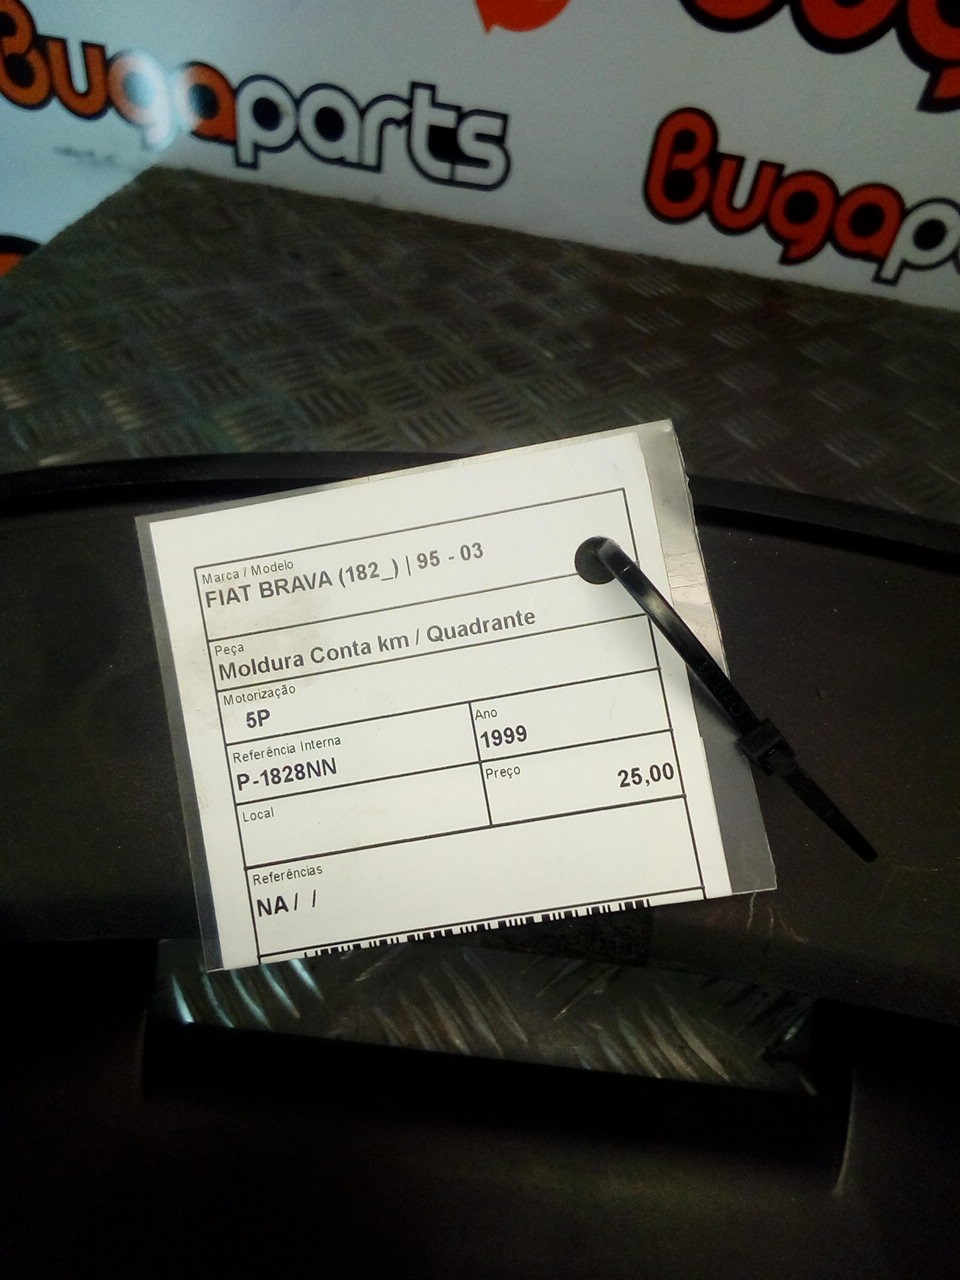 Bugaparts
Bugap
Marca / Modelo
FIAT BRAVA (182_) | 95 - 03
Peça
Moldura Conta km / Quadrante
Motorização
5P
Ano
1999
Referência Interna
P-1828NN
Preço
25,00
Local
Referências
NA / /